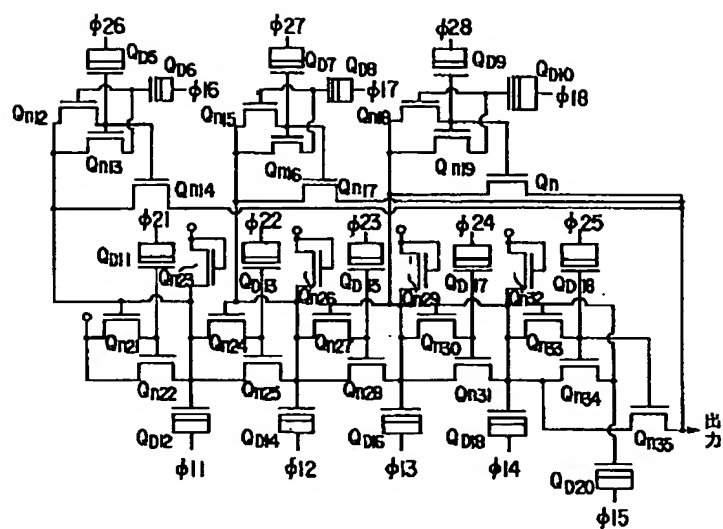 φ26 φ27 φ28
QD5 QD7 QD9
QD6 QD8 QD10
φ16 φ17 φ18
Qn12 Qn15 Qn18
Qn13 Qn16 Qn19
Qn14 Qn17 Qn
φ21 φ22 φ23 φ24 φ25
QD11 Qn23 QD13 Qn26 QD15 Qn29 QD17 Qn32 QD18
Qn21 Qn24 Qn27 Qn30 Qn33
Qn22 Qn25 Qn28 Qn31 Qn34
Qn35
出力
QD12 QD14 QD16 QD18
QD20
φ11 φ12 φ13 φ14
φ15